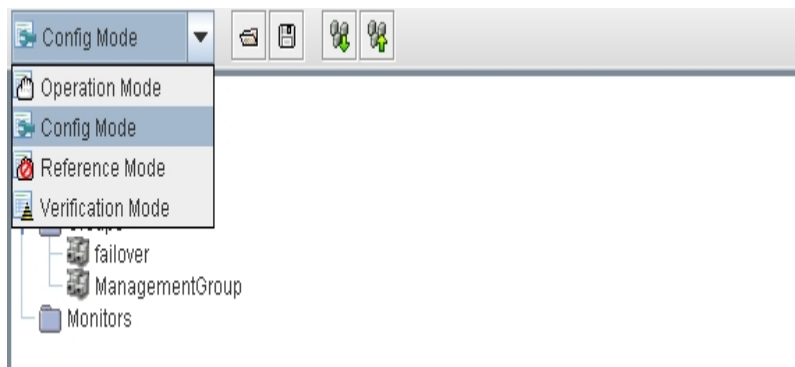 Config Mode
Operation Mode
Config Mode
Reference Mode
Verification Mode
failover
ManagementGroup
Monitors